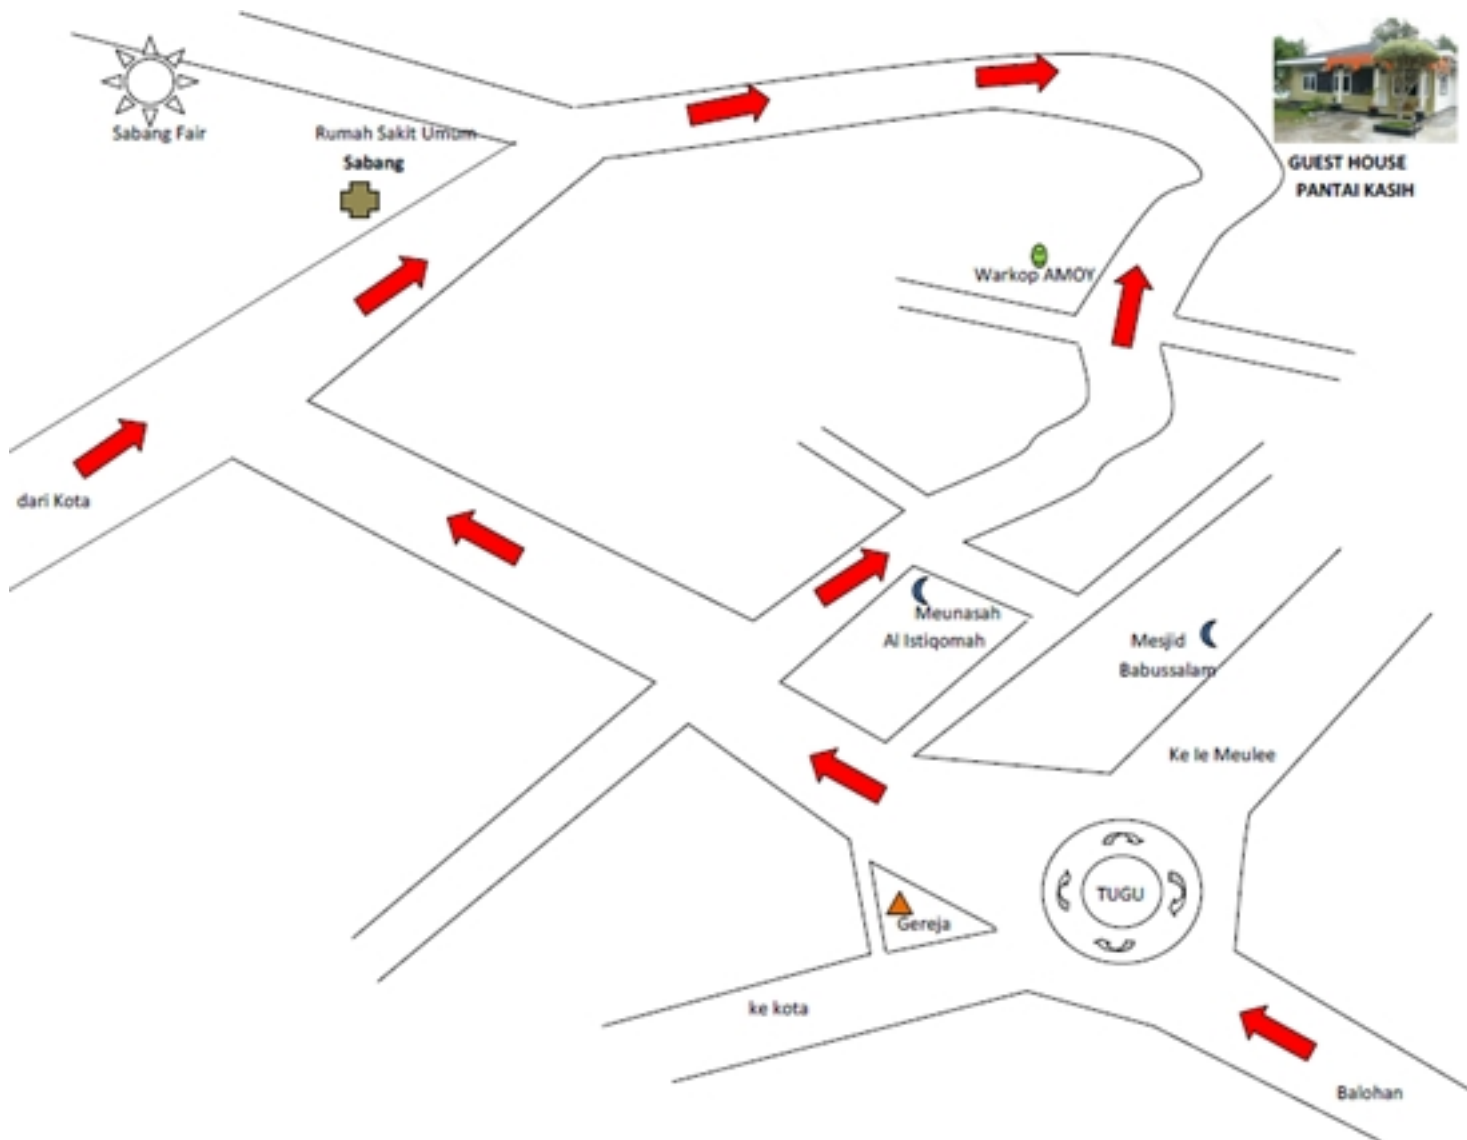 Sabang Fair
Rumah Sakit Umum
Sabang
GUEST HOUSE
PANTAI KASIH
Warkop AMOY
dari Kota
Meunasah
Al Istiqomah
Mesjid
Babussalam
Ke Ie Meulee
TUGU
Gereja
ke kota
Balohan